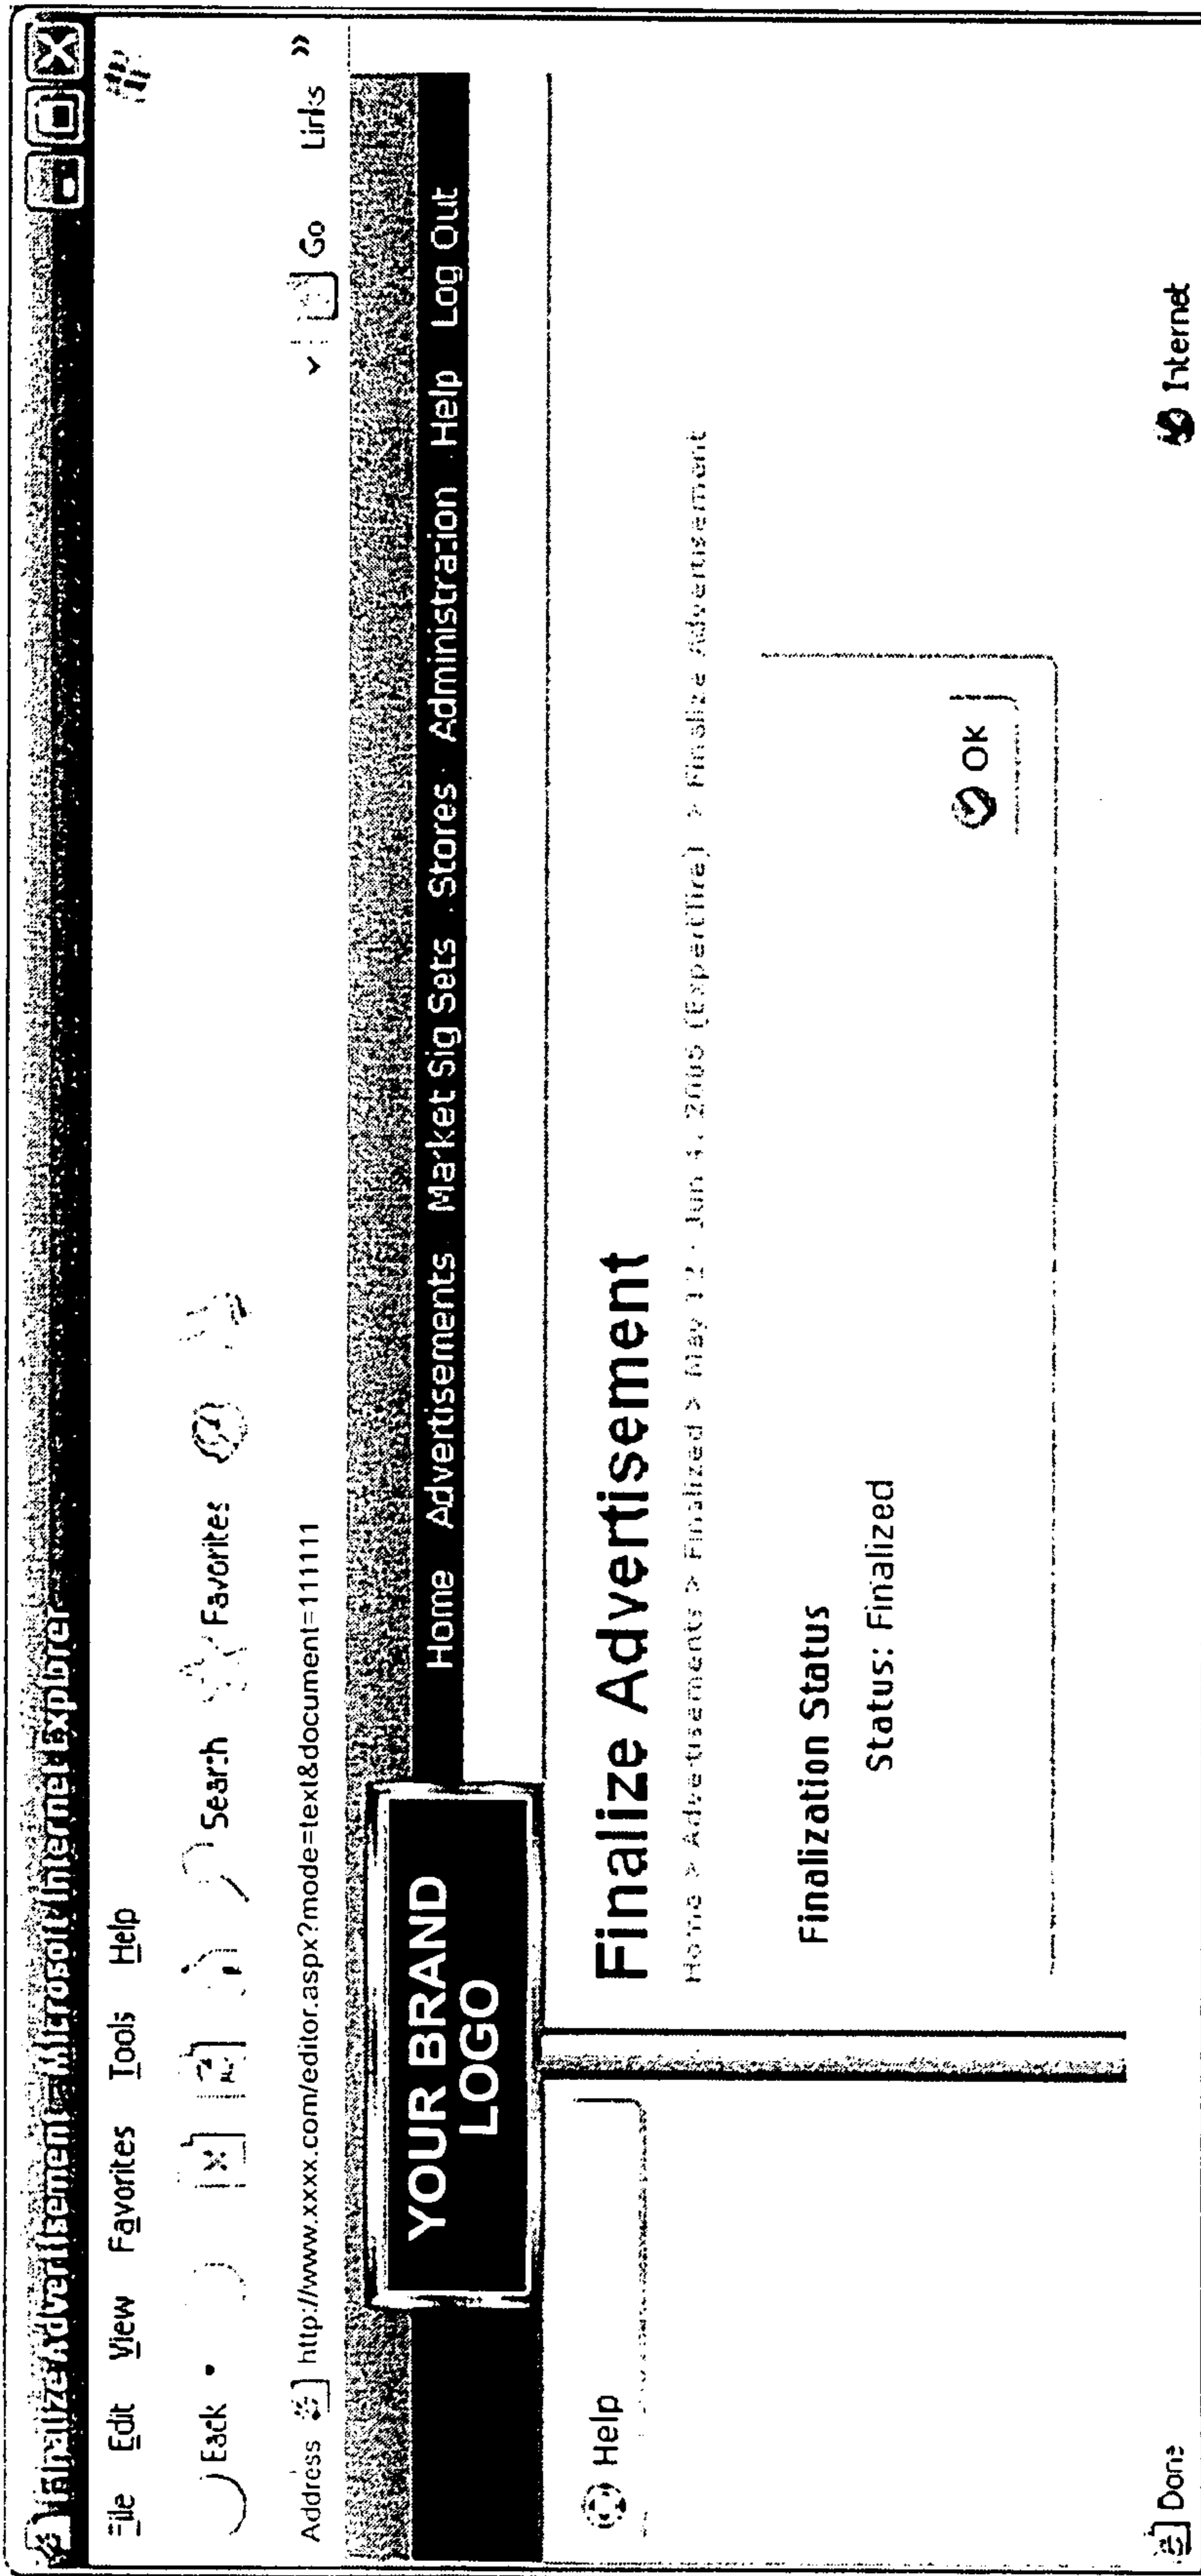 Finalize Advertisement - Microsoft Internet Explorer
File Edit View Favorites Tools Help
Back Search Favorites
Address http://www.xxxx.com/editor.aspx?mode=text&document=111111 Go Links »
YOUR BRAND
LOGO
Home Advertisements Market Sig Sets Stores Administration Help Log Out
Help
Finalize Advertisement
Home > Advertisements > Finalized > May 12 - Jun 4, 2005 > Finalize Advertisement
Finalization Status
Status: Finalized
OK
Done Internet